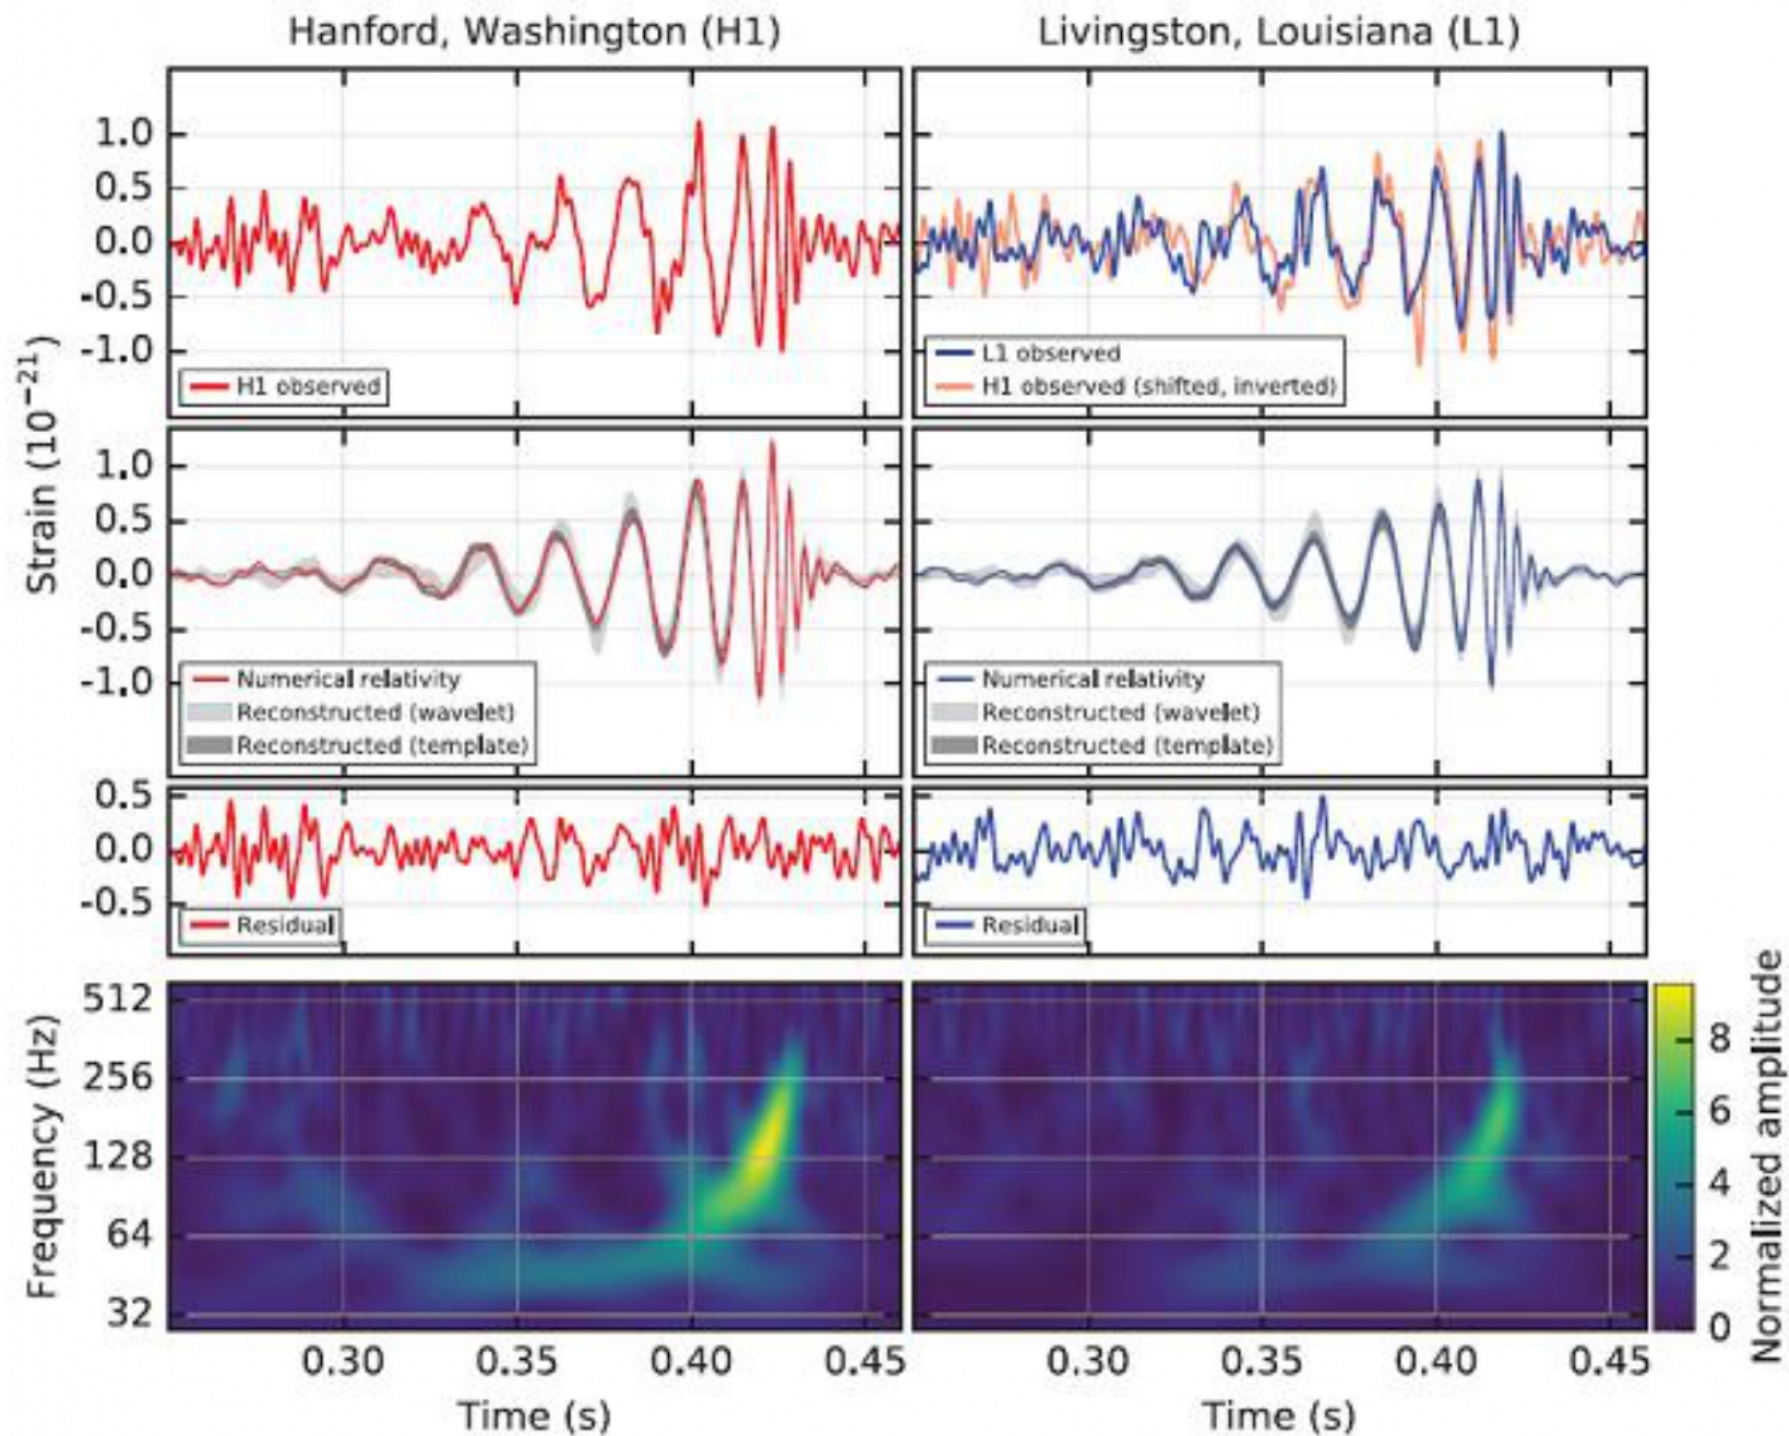 Hanford, Washington (H1)
Livingston, Louisiana (L1)
Strain (10⁻²¹)
1.0
0.5
0.0
-0.5
-1.0
H1 observed
L1 observed
H1 observed (shifted, inverted)
1.0
0.5
0.0
-0.5
-1.0
Numerical relativity
Reconstructed (wavelet)
Reconstructed (template)
Numerical relativity
Reconstructed (wavelet)
Reconstructed (template)
0.5
0.0
-0.5
Residual
Residual
Frequency (Hz)
512
256
128
64
32
0.30 0.35 0.40 0.45
Time (s)
0.30 0.35 0.40 0.45
Time (s)
8
6
4
2
0
Normalized amplitude